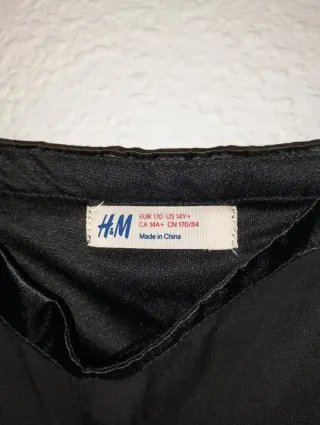 H&M
EUR 170 US 14Y+
CA 14A+ CN 170/84
Made in China